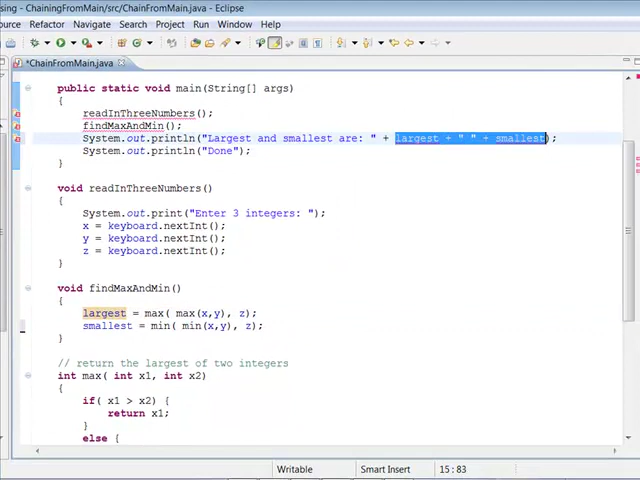 sing - ChainingFromMain/src/ChainFromMain.java - Eclipse
ource Refactor Navigate Search Project Run Window Help
*ChainFromMain.java
public static void main(String[] args)
{
readInThreeNumbers();
findMaxAndMin();
System.out.println("Largest and smallest are: " + largest + " " + smallest);
System.out.println("Done");
}
void readInThreeNumbers()
{
System.out.print("Enter 3 integers: ");
x = keyboard.nextInt();
y = keyboard.nextInt();
z = keyboard.nextInt();
}
void findMaxAndMin()
{
largest = max( max(x,y), z);
smallest = min( min(x,y), z);
}
// return the largest of two integers
int max( int x1, int x2)
{
if( x1 > x2) {
return x1;
}
else {
Writable Smart Insert 15 : 83